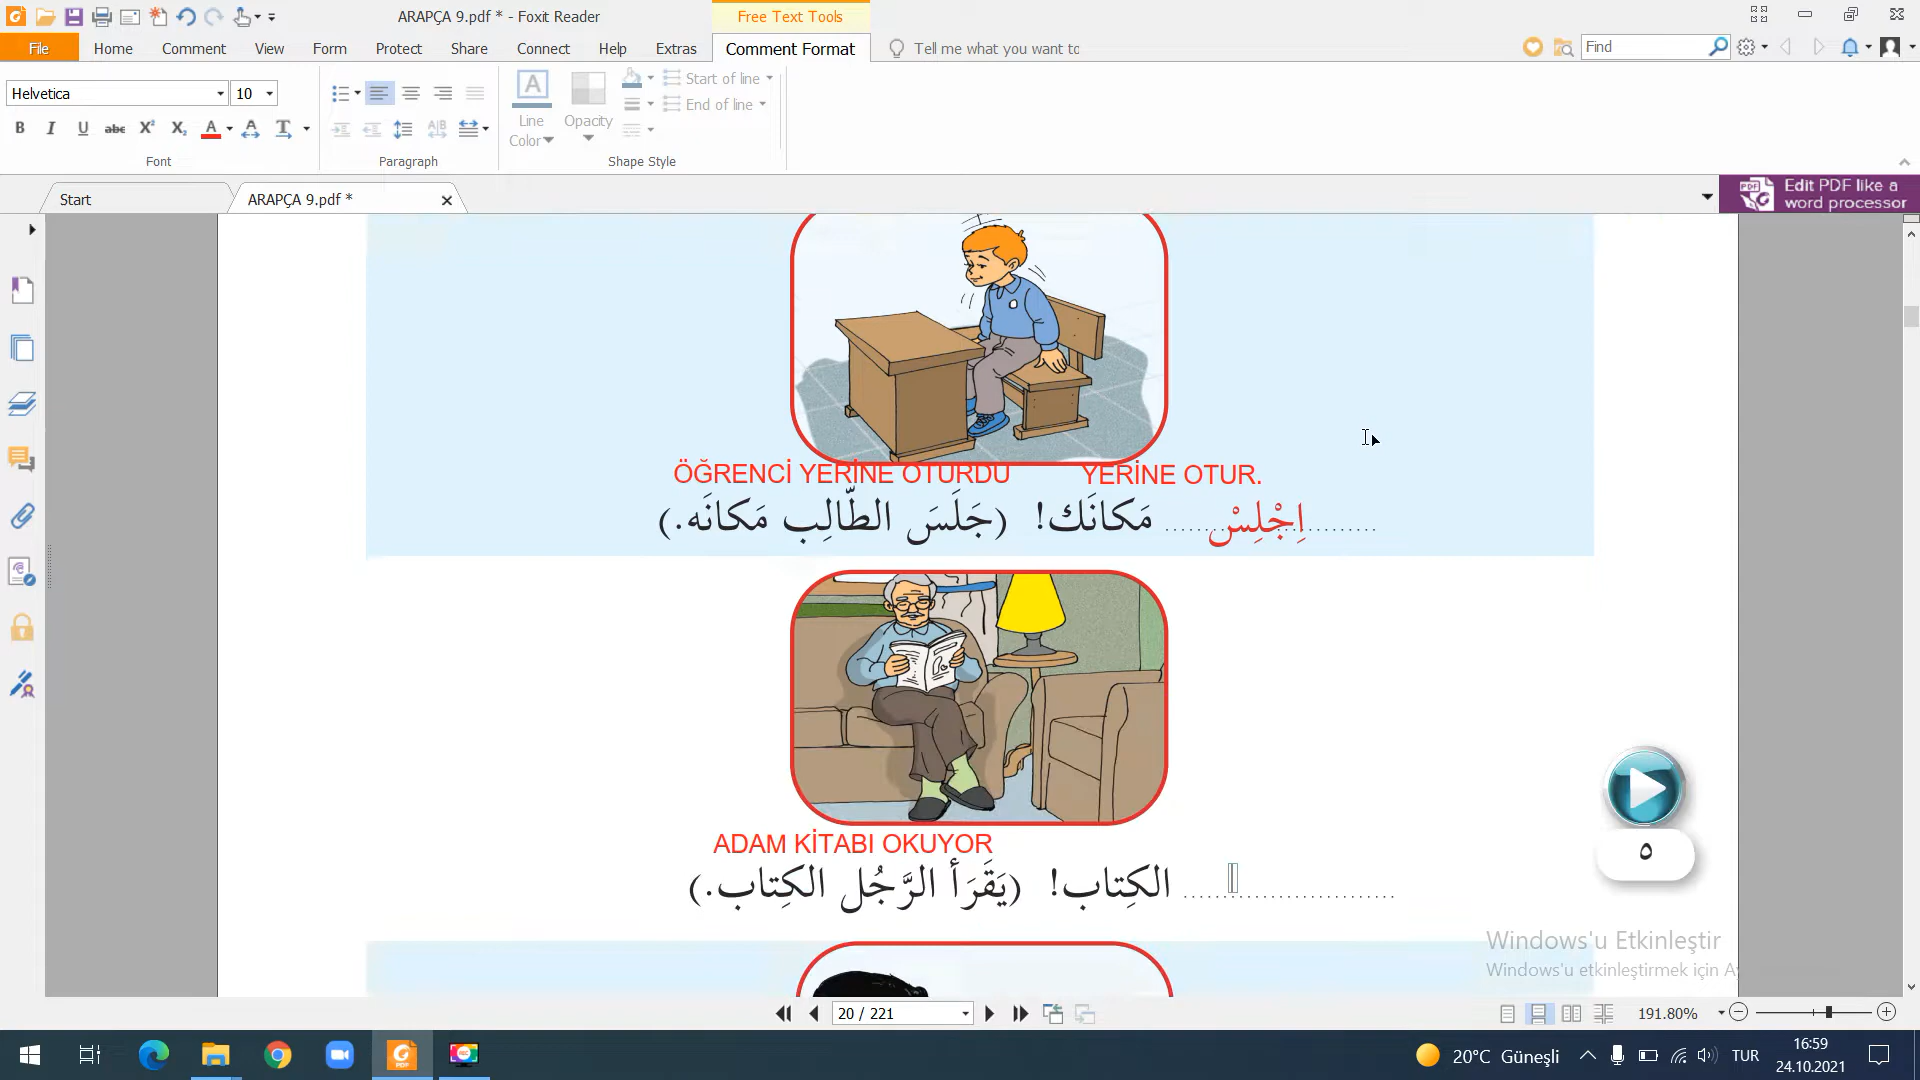 ARAPÇA 9.pdf * - Foxit Reader
Free Text Tools
File Home Comment View Form Protect Share Connect Help Extras Comment Format Tell me what you want to Find
Helvetica 10
Start of line
End of line
Line Color
Opacity
B I U abc X² X₂ A A T
Font Paragraph Shape Style
Start
ARAPÇA 9.pdf *
Edit PDF like a
word processor
ÖĞRENCİ YERİNE OTURDU YERİNE OTUR.
اِجْلِسْ مَكانَك! (جَلَسَ الطّالِب مَكانَه.)
ADAM KİTABI OKUYOR
.......................... الكِتاب! (يَقَرَأ الرَّجُل الكِتاب.)
٥
Windows'u Etkinleştir
Windows'u etkinleştirmek için
20 / 221
191.80%
20°C Güneşli
TUR
16:59
24.10.2021